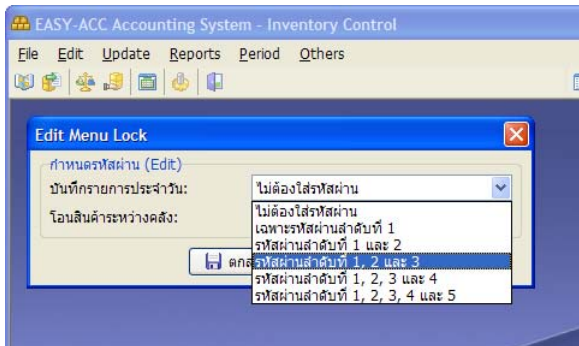 EASY-ACC Accounting System - Inventory Control
File Edit Update Reports Period Others
Edit Menu Lock
กำหนดรหัสผ่าน (Edit)
บันทึกรายการประจำวัน: ไม่ต้องใส่รหัสผ่าน
ไม่ต้องใส่รหัสผ่าน
โอนสินค้าระหว่างคลัง: เฉพาะรหัสผ่านลำดับที่ 1
รหัสผ่านลำดับที่ 1 และ 2
รหัสผ่านลำดับที่ 1, 2 และ 3
รหัสผ่านลำดับที่ 1, 2, 3 และ 4
รหัสผ่านลำดับที่ 1, 2, 3, 4 และ 5